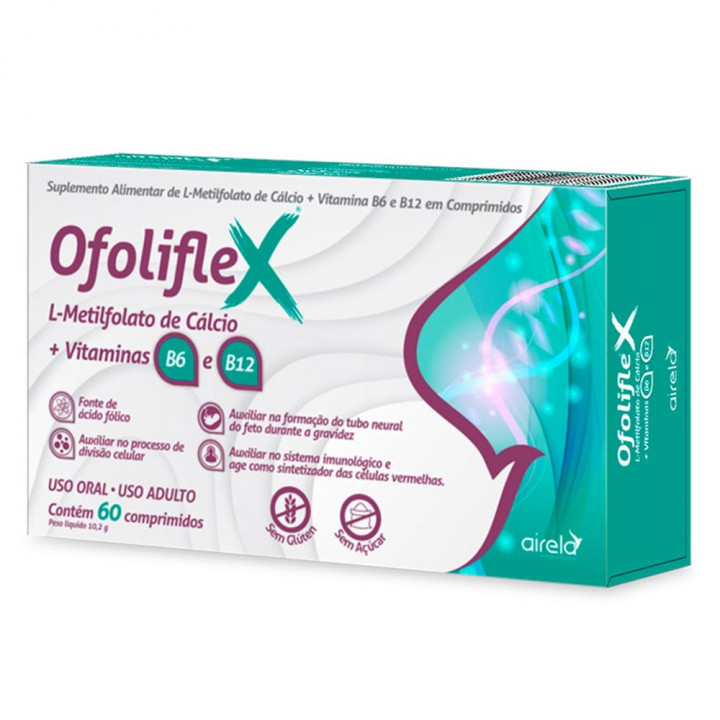 Suplemento Alimentar de L-Metilfolato de Cálcio + Vitamina B6 e B12 em Comprimidos
OfolifleX®
L-Metilfolato de Cálcio
+ Vitaminas B6 e B12
Fonte de
ácido fólico
Auxiliar no processo de
divisão celular
Auxiliar na formação do tubo neural
do feto durante a gravidez
Auxiliar no sistema imunológico e
age como sintetizador das células vermelhas.
USO ORAL • USO ADULTO
Contém 60 comprimidos
Peso líquido 10,2 g
Sem Glúten
Sem Açúcar
airela
OfolifleX
L-Metilfolato de Cálcio
+ Vitaminas B6 e B12
airela